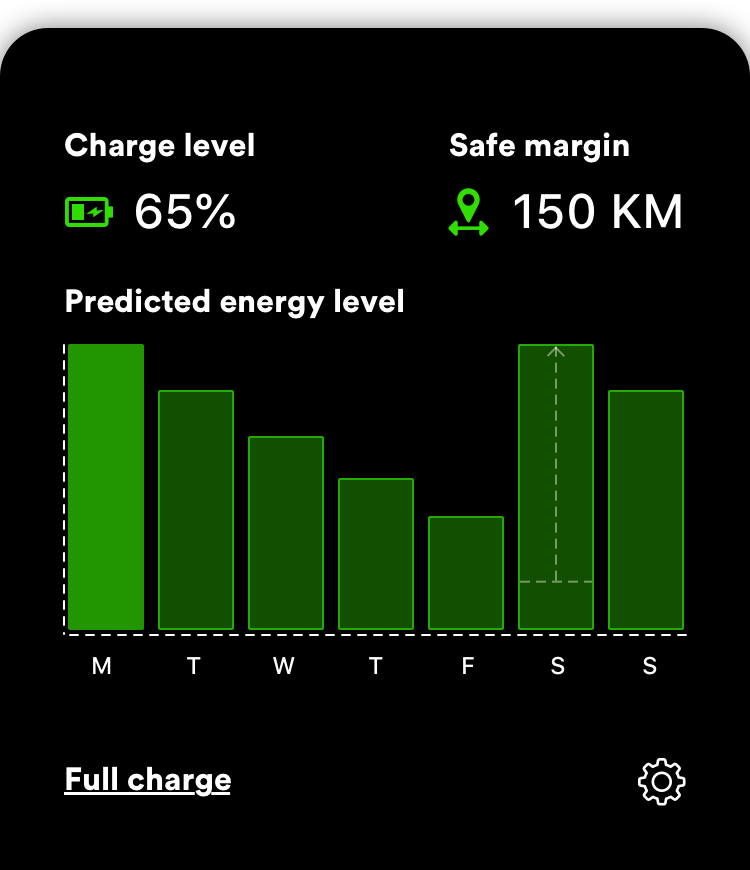 Charge level
Safe margin
65%
150 KM
Predicted energy level
M T W T F S S
Full charge